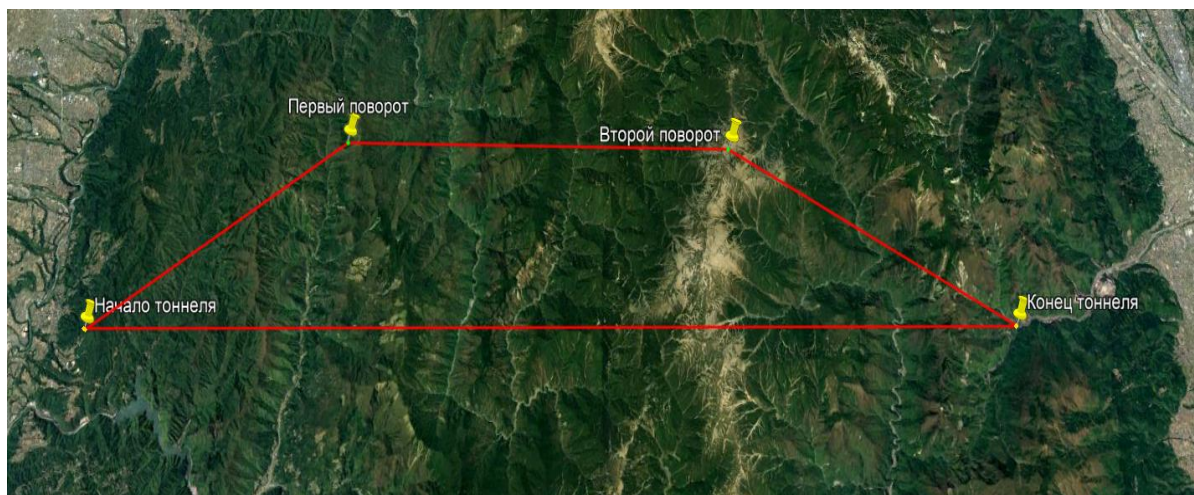 Первый поворот
Второй поворот
Начало тоннеля
Конец тоннеля